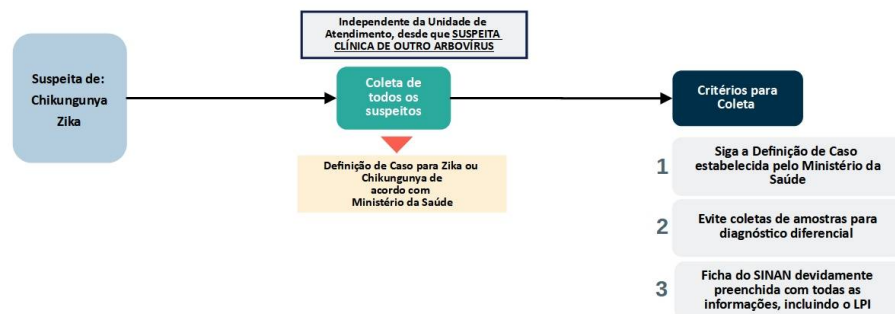 Independente da Unidade de
Atendimento, desde que SUSPEITA
CLÍNICA DE OUTRO ARBOVÍRUS
Suspeita de:
Chikungunya
Zika
Coleta de
todos os
suspeitos
Critérios para
Coleta
Definição de Caso para Zika ou
Chikungunya de
acordo com
Ministério da Saúde
1
Siga a Definição de Caso
estabelecida pelo Ministério da
Saúde
2
Evite coletas de amostras para
diagnóstico diferencial
3
Ficha do SINAN devidamente
preenchida com todas as
informações, incluindo o LPI